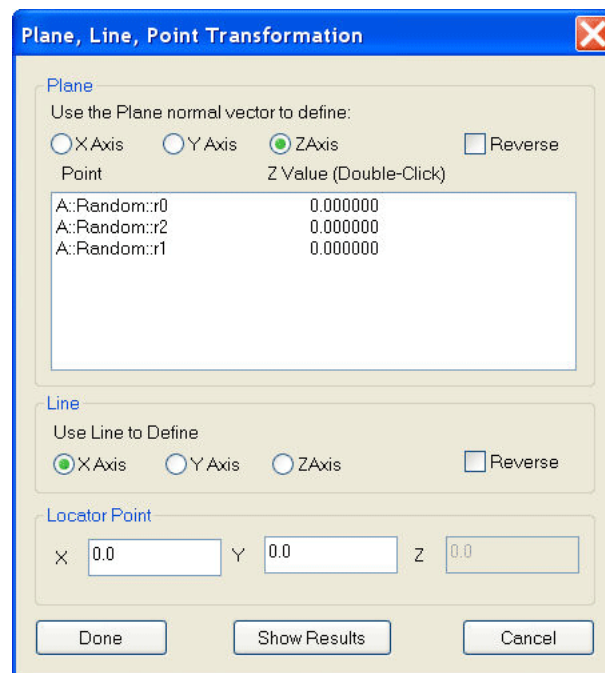 Plane, Line, Point Transformation
Plane
Use the Plane normal vector to define:
X Axis Y Axis ZAxis Reverse
Point Z Value (Double-Click)
A::Random::r0 0.000000
A::Random::r2 0.000000
A::Random::r1 0.000000
Line
Use Line to Define
X Axis Y Axis ZAxis Reverse
Locator Point
X 0.0 Y 0.0 Z 0.0
Done Show Results Cancel